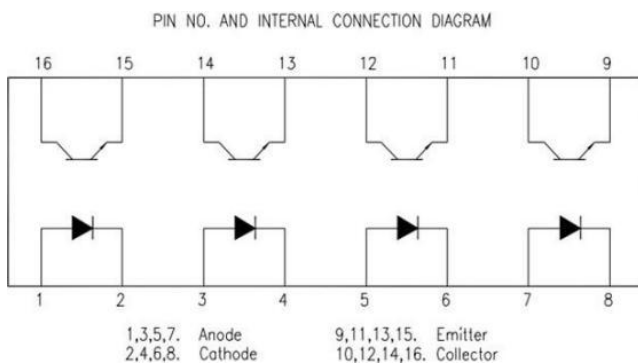 PIN NO. AND INTERNAL CONNECTION DIAGRAM
16 15 14 13 12 11 10 9
1 2 3 4 5 6 7 8
1,3,5,7. Anode 9,11,13,15. Emitter
2,4,6,8. Cathode 10,12,14,16. Collector